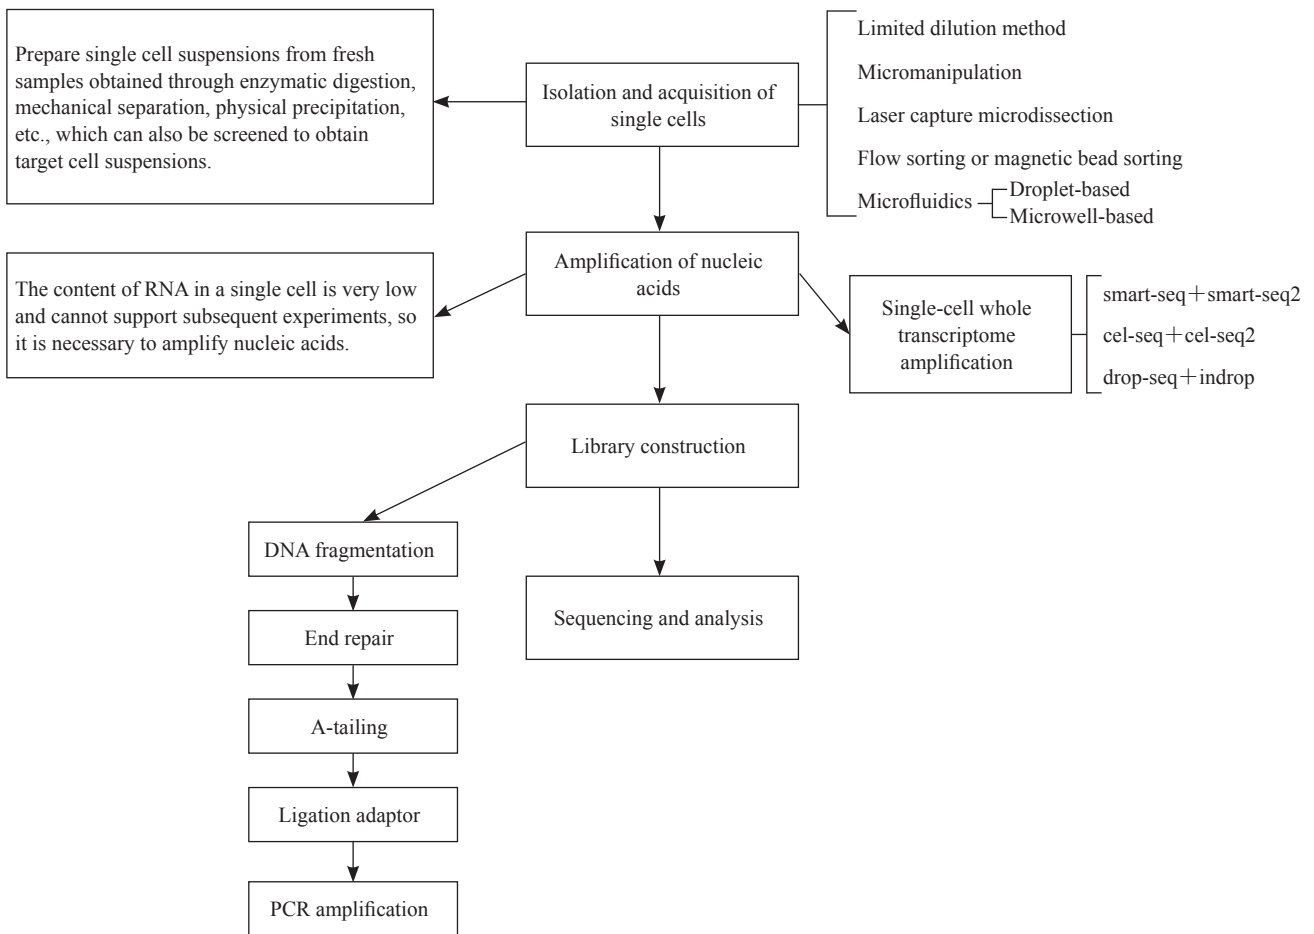 Prepare single cell suspensions from fresh
samples obtained through enzymatic digestion,
mechanical separation, physical precipitation,
etc., which can also be screened to obtain
target cell suspensions.
Isolation and acquisition of
single cells
Limited dilution method
Micromanipulation
Laser capture microdissection
Flow sorting or magnetic bead sorting
Microfluidics
Droplet-based
Microwell-based
The content of RNA in a single cell is very low
and cannot support subsequent experiments, so
it is necessary to amplify nucleic acids.
Amplification of nucleic
acids
Single-cell whole
transcriptome
amplification
smart-seq+smart-seq2
cel-seq+cel-seq2
drop-seq+indrop
Library construction
DNA fragmentation
End repair
A-tailing
Ligation adaptor
PCR amplification
Sequencing and analysis